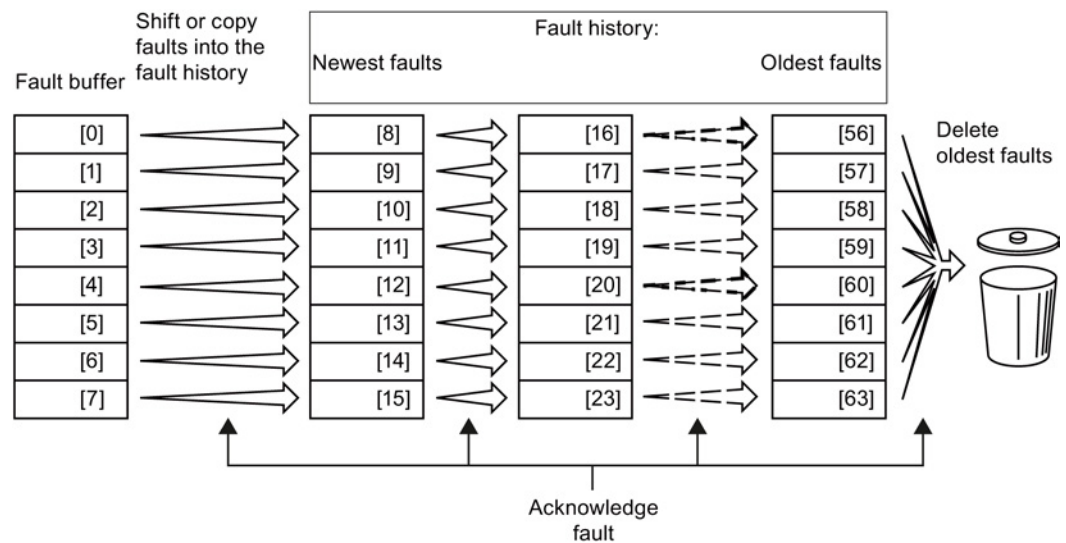 Shift or copy
faults into the
fault history
Fault history:
Newest faults
Oldest faults
Fault buffer
[0]
[1]
[2]
[3]
[4]
[5]
[6]
[7]
[8]
[9]
[10]
[11]
[12]
[13]
[14]
[15]
[16]
[17]
[18]
[19]
[20]
[21]
[22]
[23]
[56]
[57]
[58]
[59]
[60]
[61]
[62]
[63]
Delete
oldest faults
Acknowledge
fault